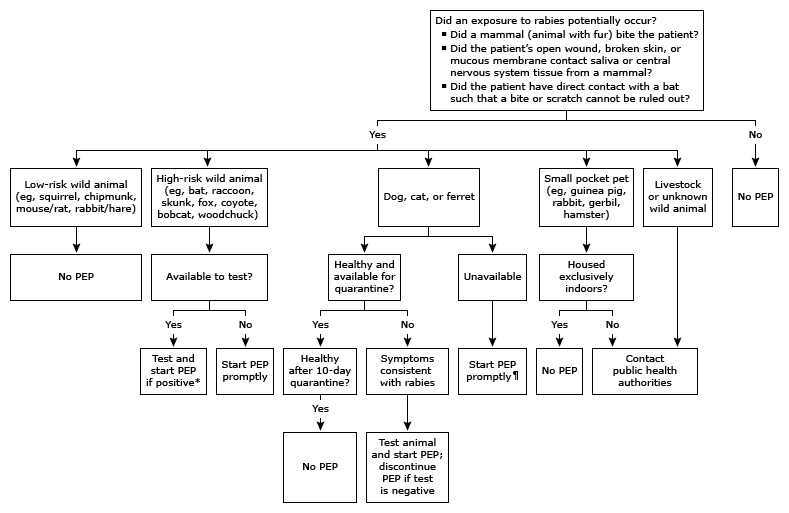 Did an exposure to rabies potentially occur?
▪ Did a mammal (animal with fur) bite the patient?
▪ Did the patient's open wound, broken skin, or
mucous membrane contact saliva or central
nervous system tissue from a mammal?
▪ Did the patient have direct contact with a bat
such that a bite or scratch cannot be ruled out?
Yes
No
Low-risk wild animal
(eg, squirrel, chipmunk,
mouse/rat, rabbit/hare)
High-risk wild animal
(eg, bat, raccoon,
skunk, fox, coyote,
bobcat, woodchuck)
Dog, cat, or ferret
Small pocket pet
(eg, guinea pig,
rabbit, gerbil,
hamster)
Livestock
or unknown
wild animal
No PEP
No PEP
Available to test?
Healthy and
available for
quarantine?
Unavailable
Housed
exclusively
indoors?
Yes
No
Yes
No
Yes
No
Test and
start PEP
if positive*
Start PEP
promptly
Healthy
after 10-day
quarantine?
Symptoms
consistent
with rabies
Start PEP
promptly¶
No PEP
Contact
public health
authorities
Yes
No PEP
Test animal
and start PEP;
discontinue
PEP if test
is negative